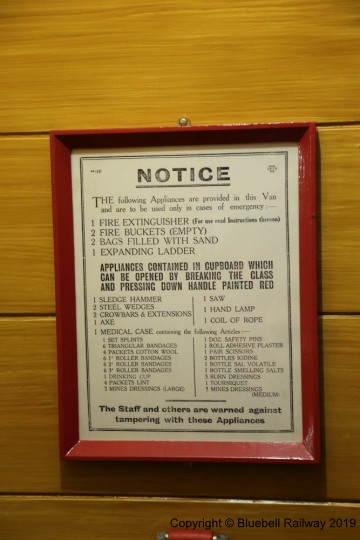 NOTICE
THE following Appliances are provided in this Van
and are to be used only in cases of emergency :—
1 FIRE EXTINGUISHER (For use read Instructions thereon)
2 FIRE BUCKETS (EMPTY)
2 BAGS FILLED WITH SAND
1 EXPANDING LADDER
APPLIANCES CONTAINED IN CUPBOARD WHICH
CAN BE OPENED BY BREAKING THE GLASS
AND PRESSING DOWN HANDLE PAINTED RED
1 SLEDGE HAMMER
2 STEEL WEDGES
2 CROWBARS & EXTENSIONS
1 AXE
1 SAW
1 HAND LAMP
1 COIL OF ROPE
1 MEDICAL CASE containing the following Articles :—
1 SET SPLINTS
6 TRIANGULAR BANDAGES
4 PACKETS COTTON WOOL
6 1" ROLLER BANDAGES
6 2" ROLLER BANDAGES
6 3" ROLLER BANDAGES
1 DRINKING CUP
4 PACKETS LINT
3 MINES DRESSINGS (LARGE)
1 DOZ. SAFETY PINS
1 ROLL ADHESIVE PLASTER
1 PAIR SCISSORS
2 BOTTLES IODINE
1 BOTTLE SAL VOLATILE
1 BOTTLE SMELLING SALTS
3 BURN DRESSINGS
1 TOURNIQUET
3 MINES DRESSINGS
(MEDIUM)
The Staff and others are warned against
tampering with these Appliances
Copyright © Bluebell Railway 2019